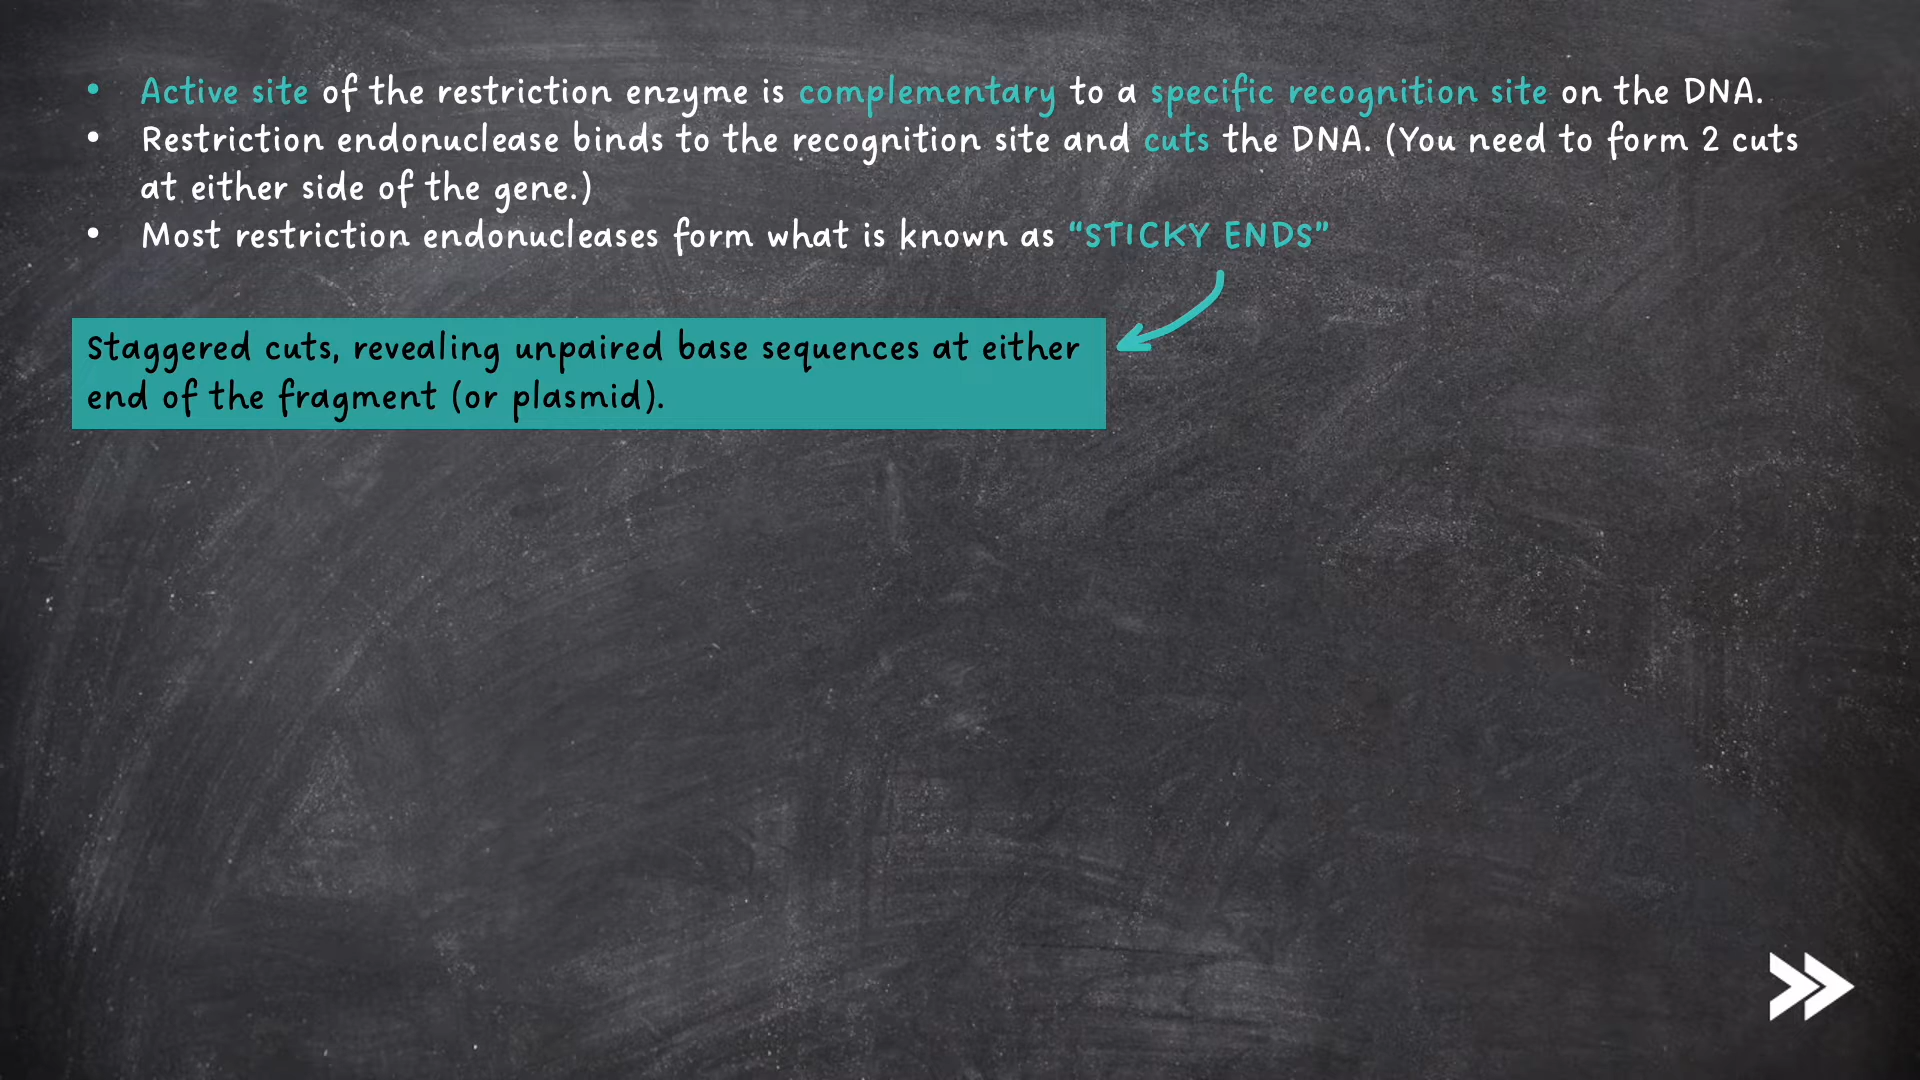 • Active site of the restriction enzyme is complementary to a specific recognition site on the DNA.
• Restriction endonuclease binds to the recognition site and cuts the DNA. (You need to form 2 cuts
at either side of the gene.)
• Most restriction endonucleases form what is known as “STICKY ENDS”
Staggered cuts, revealing unpaired base sequences at either
end of the fragment (or plasmid).